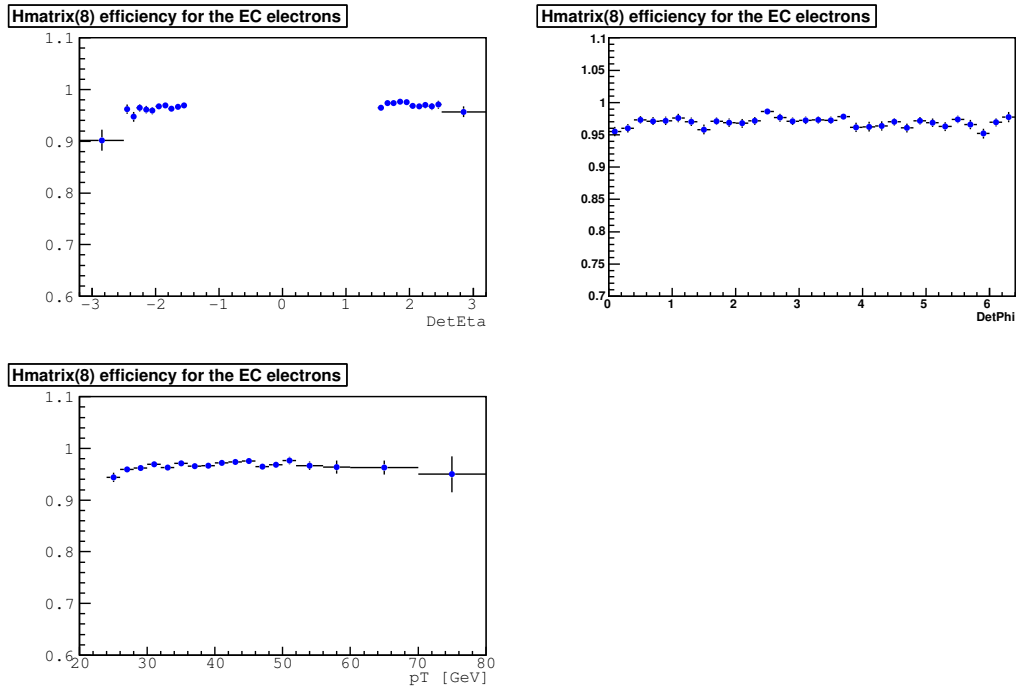 Hmatrix(8) efficiency for the EC electrons
1.1
1
0.9
0.8
0.7
0.6
−3 −2 −1 0 1 2 3
DetEta
Hmatrix(8) efficiency for the EC electrons
1.1
1.05
1
0.95
0.9
0.85
0.8
0.75
0.7
0 1 2 3 4 5 6
DetPhi
Hmatrix(8) efficiency for the EC electrons
1.1
1
0.9
0.8
0.7
0.6
20 30 40 50 60 70 80
pT [GeV]